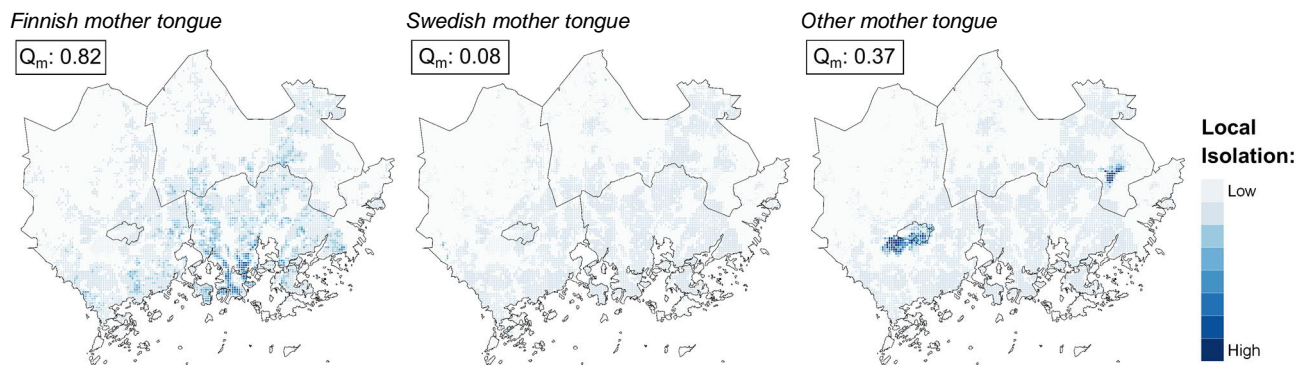 Finnish mother tongue
Qm: 0.82
Swedish mother tongue
Qm: 0.08
Other mother tongue
Qm: 0.37
Local
Isolation:
Low
High